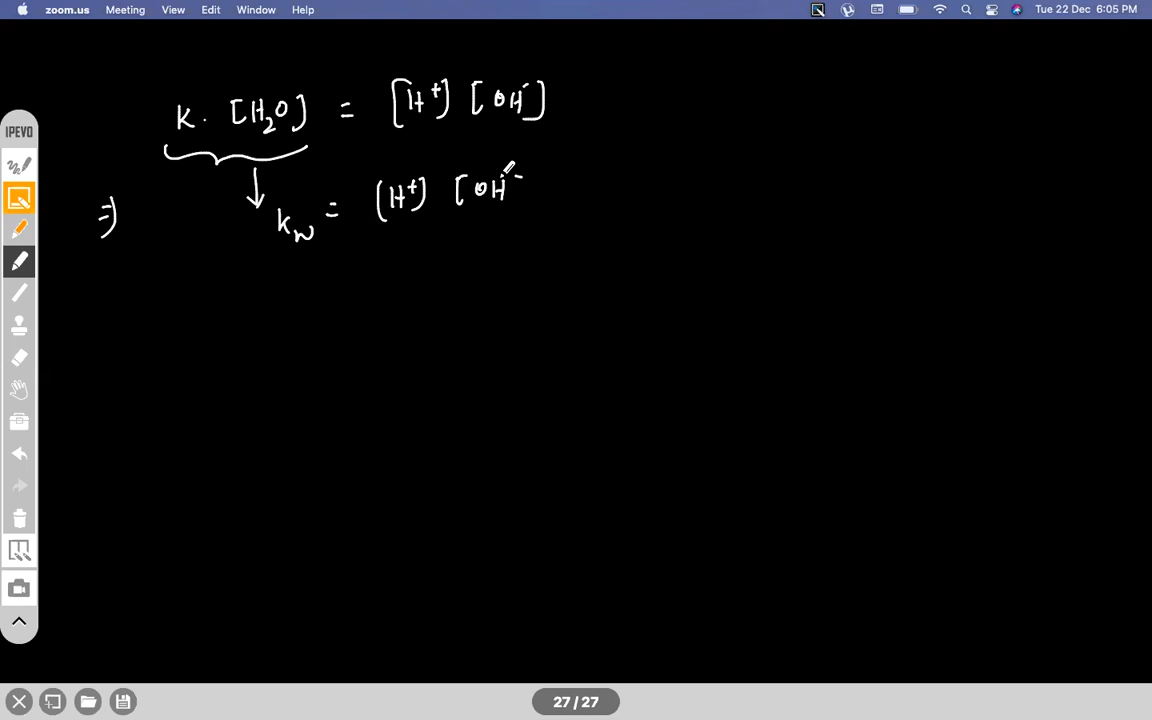 zoom.us Meeting View Edit Window Help Tue 22 Dec 6:05 PM
IPEVO
K. [H₂O] = [H⁺] [OH⁻]
⇒ Kw = [H⁺] [OH⁻
27/27